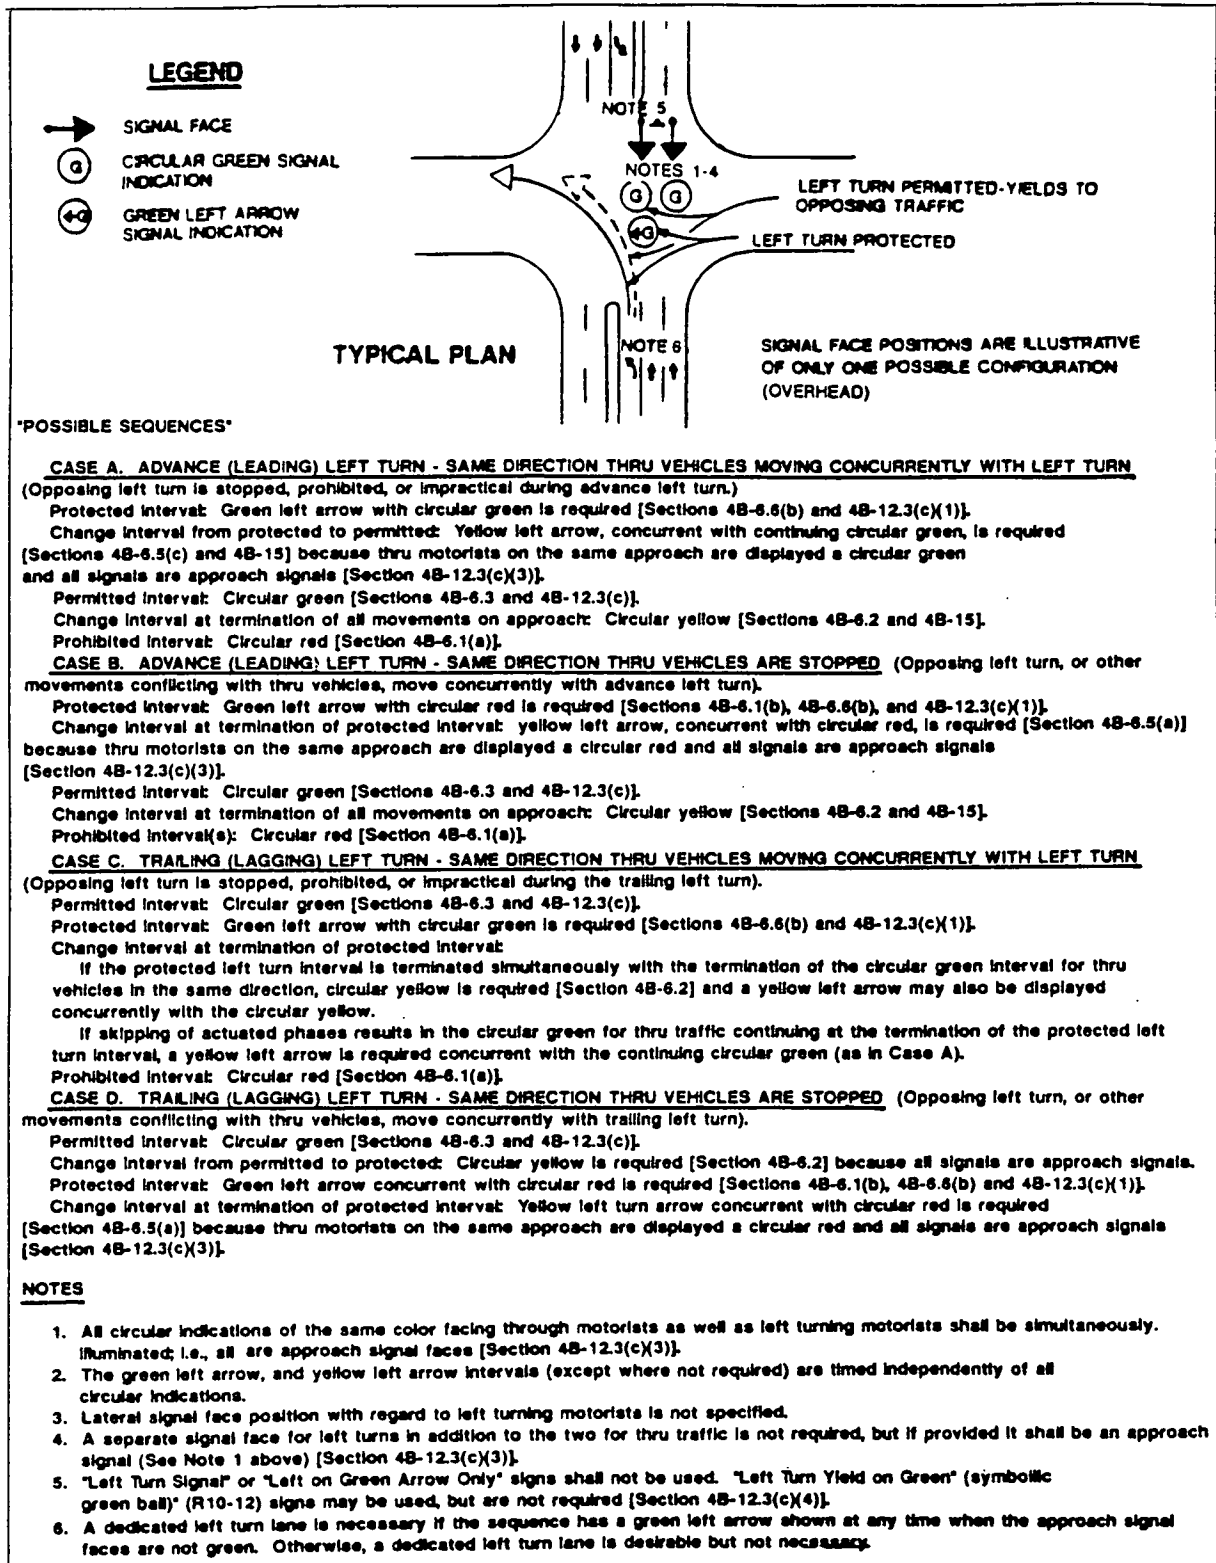 LEGEND
SIGNAL FACE
G
CIRCULAR GREEN SIGNAL
INDICATION
G
GREEN LEFT ARROW
SIGNAL INDICATION
NOTE 5
NOTES 1-4
G G
G
LEFT TURN PERMITTED-YIELDS TO
OPPOSING TRAFFIC
LEFT TURN PROTECTED
TYPICAL PLAN
NOTE 6
SIGNAL FACE POSITIONS ARE ILLUSTRATIVE
OF ONLY ONE POSSIBLE CONFIGURATION
(OVERHEAD)
"POSSIBLE SEQUENCES"
CASE A. ADVANCE (LEADING) LEFT TURN - SAME DIRECTION THRU VEHICLES MOVING CONCURRENTLY WITH LEFT TURN
(Opposing left turn is stopped, prohibited, or impractical during advance left turn.)
Protected Interval: Green left arrow with circular green is required [Sections 4B-6.6(b) and 4B-12.3(c)(1)].
Change Interval from protected to permitted: Yellow left arrow, concurrent with continuing circular green, is required
[Sections 4B-6.5(c) and 4B-15] because thru motorists on the same approach are displayed a circular green
and all signals are approach signals [Section 4B-12.3(c)(3)].
Permitted Interval: Circular green [Sections 4B-6.3 and 4B-12.3(c)].
Change Interval at termination of all movements on approach: Circular yellow [Sections 4B-6.2 and 4B-15].
Prohibited Interval: Circular red [Section 4B-6.1(a)].
CASE B. ADVANCE (LEADING) LEFT TURN - SAME DIRECTION THRU VEHICLES ARE STOPPED (Opposing left turn, or other
movements conflicting with thru vehicles, move concurrently with advance left turn).
Protected Interval: Green left arrow with circular red is required [Sections 4B-6.1(b), 4B-6.6(b), and 4B-12.3(c)(1)].
Change Interval at termination of protected interval: yellow left arrow, concurrent with circular red, is required [Section 4B-6.5(a)]
because thru motorists on the same approach are displayed a circular red and all signals are approach signals
[Section 4B-12.3(c)(3)].
Permitted Interval: Circular green [Sections 4B-6.3 and 4B-12.3(c)].
Change Interval at termination of all movements on approach: Circular yellow [Sections 4B-6.2 and 4B-15].
Prohibited Interval(s): Circular red [Section 4B-6.1(a)].
CASE C. TRAILING (LAGGING) LEFT TURN - SAME DIRECTION THRU VEHICLES MOVING CONCURRENTLY WITH LEFT TURN
(Opposing left turn is stopped, prohibited, or impractical during the trailing left turn).
Permitted Interval: Circular green [Sections 4B-6.3 and 4B-12.3(c)].
Protected Interval: Green left arrow with circular green is required [Sections 4B-6.6(b) and 4B-12.3(c)(1)].
Change Interval at termination of protected interval:
If the protected left turn interval is terminated simultaneously with the termination of the circular green interval for thru
vehicles in the same direction, circular yellow is required [Section 4B-6.2] and a yellow left arrow may also be displayed
concurrently with the circular yellow.
If skipping of actuated phases results in the circular green for thru traffic continuing at the termination of the protected left
turn interval, a yellow left arrow is required concurrent with the continuing circular green (as in Case A).
Prohibited Interval: Circular red [Section 4B-6.1(a)].
CASE D. TRAILING (LAGGING) LEFT TURN - SAME DIRECTION THRU VEHICLES ARE STOPPED (Opposing left turn, or other
movements conflicting with thru vehicles, move concurrently with trailing left turn).
Permitted Interval: Circular green [Sections 4B-6.3 and 4B-12.3(c)].
Change Interval from permitted to protected: Circular yellow is required [Section 4B-6.2] because all signals are approach signals.
Protected Interval: Green left arrow concurrent with circular red is required [Sections 4B-6.1(b), 4B-6.6(b) and 4B-12.3(c)(1)].
Change Interval at termination of protected interval: Yellow left turn arrow concurrent with circular red is required
[Section 4B-6.5(a)] because thru motorists on the same approach are displayed a circular red and all signals are approach signals
[Section 4B-12.3(c)(3)].
NOTES
1. All circular indications of the same color facing through motorists as well as left turning motorists shall be simultaneously.
illuminated; i.e., all are approach signal faces [Section 4B-12.3(c)(3)].
2. The green left arrow, and yellow left arrow intervals (except where not required) are timed independently of all
circular indications.
3. Lateral signal face position with regard to left turning motorists is not specified.
4. A separate signal face for left turns in addition to the two for thru traffic is not required, but if provided it shall be an approach
signal (See Note 1 above) [Section 4B-12.3(c)(3)].
5. "Left Turn Signal" or "Left on Green Arrow Only" signs shall not be used. "Left Turn Yield on Green" (symbolic
green ball)" (R10-12) signs may be used, but are not required [Section 4B-12.3(c)(4)].
6. A dedicated left turn lane is necessary if the sequence has a green left arrow shown at any time when the approach signal
faces are not green. Otherwise, a dedicated left turn lane is desirable but not necessary.